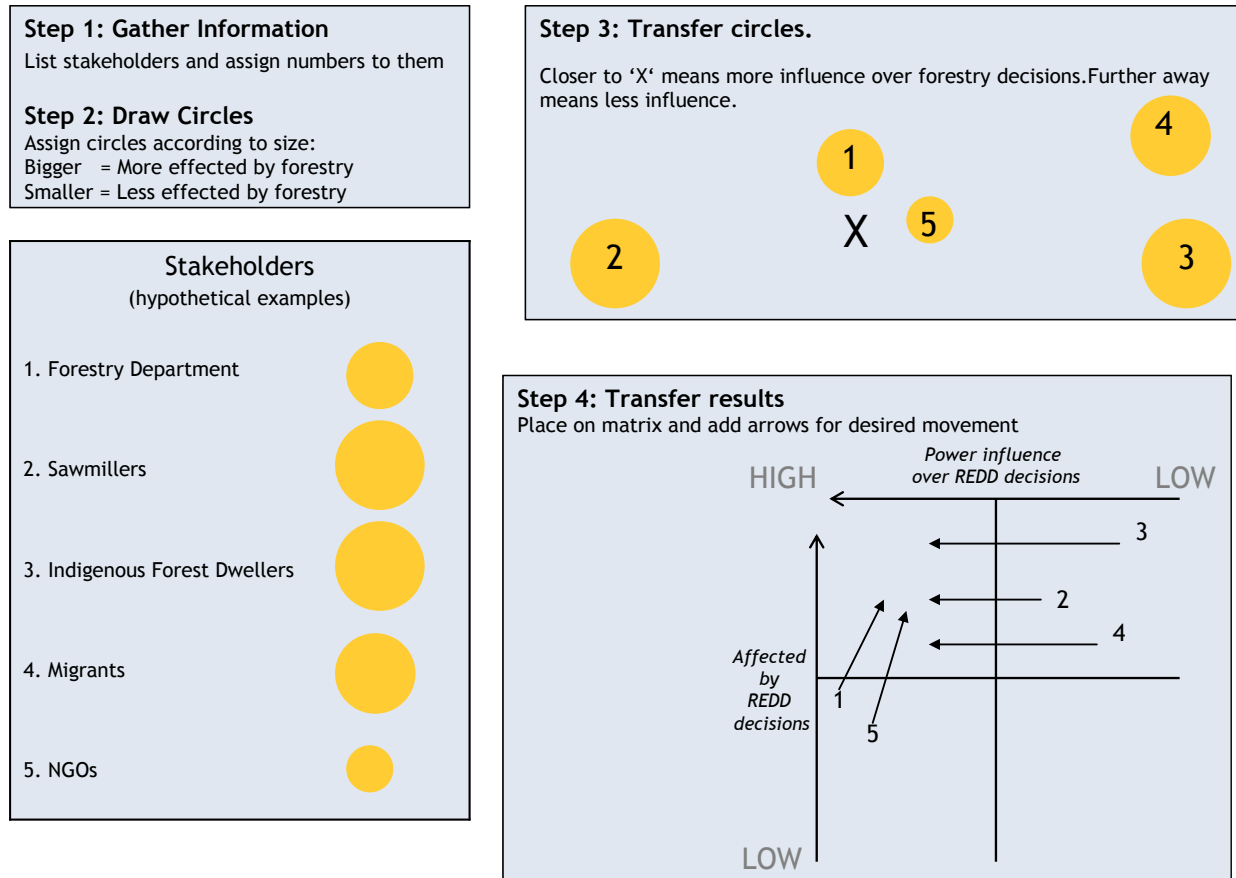 Step 1: Gather Information
List stakeholders and assign numbers to them
Step 2: Draw Circles
Assign circles according to size:
Bigger = More effected by forestry
Smaller = Less effected by forestry
Stakeholders
(hypothetical examples)
1. Forestry Department
2. Sawmillers
3. Indigenous Forest Dwellers
4. Migrants
5. NGOs
Step 3: Transfer circles.
Closer to ‘X‘ means more influence over forestry decisions.Further away
means less influence.
4
1
5
X
2
3
Step 4: Transfer results
Place on matrix and add arrows for desired movement
Power influence
over REDD decisions
HIGH
LOW
3
2
4
Affected
by
REDD
decisions
1
5
LOW